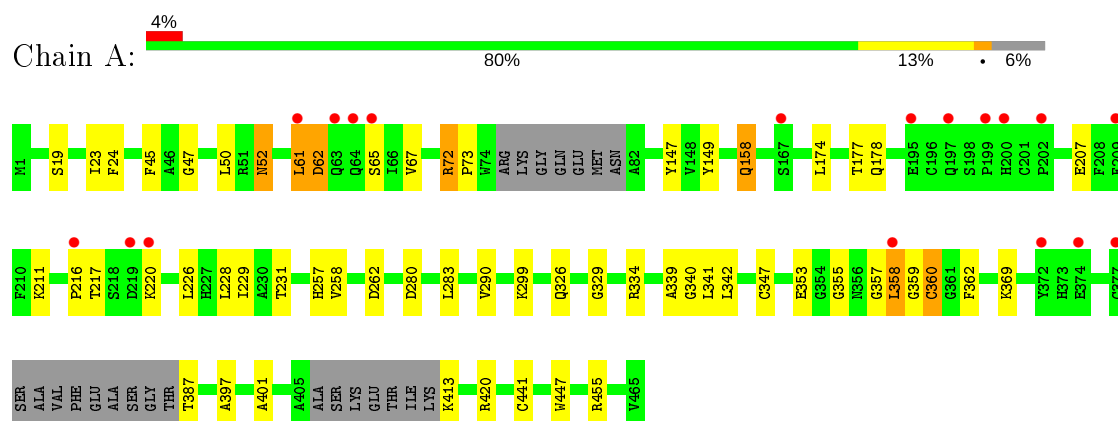 4%
Chain A:
80% 13% • 6%
M1 S19 I23 F24 F45 A46 G47 L50 R51 N52 L61 D62 Q63 Q64 S65 I66 V67 R72 P73 W74 ARG LYS GLY GLN GLU MET ASN A82 Y147 V148 Y149 Q158 S167 L174 T177 Q178 E195 C196 Q197 S198 P199 H200 C201 P202 E207 F208
F210 K211 P216 T217 S218 D219 K220 L226 H227 L228 I229 A230 T231 H257 V258 D262 D280 L283 V290 K299 Q326 G329 R334 A339 G340 L341 L342 C347 E353 G354 G355 N356 G357 L358 G359 C360 G361 F362 K369 Y372 H373 E374 C377
SER ALA VAL PHE GLU ALA SER GLY THR T387 A397 A401 A405 ALA SER LYS GLU THR ILE LYS K413 R420 C441 W447 R455 V465